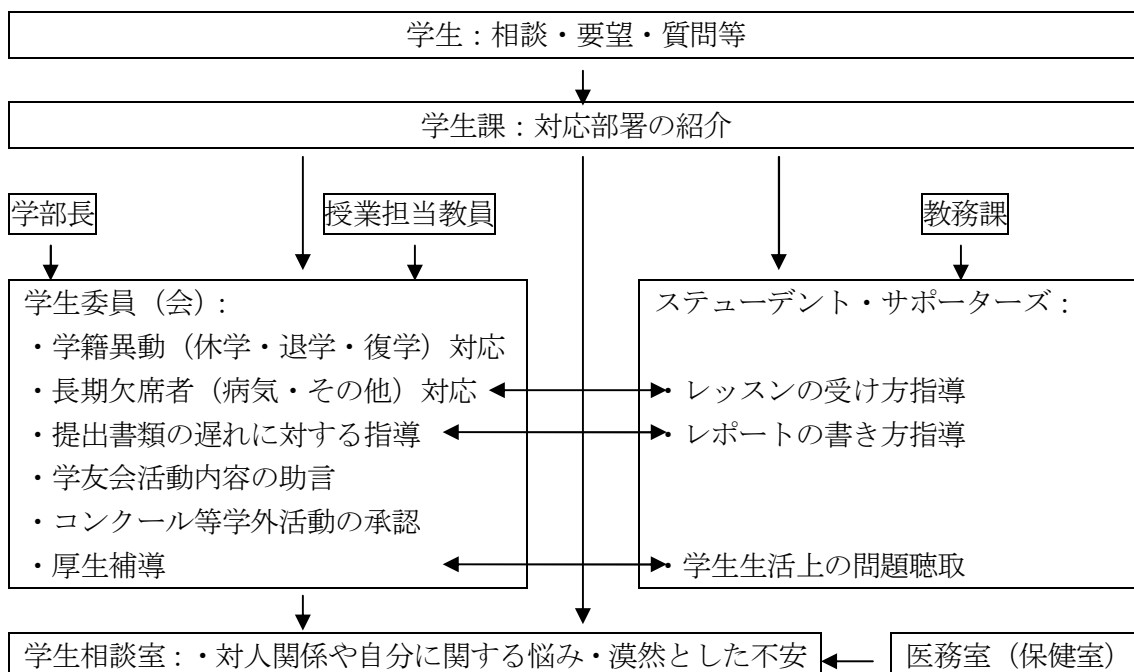 学生：相談・要望・質問等
学生課：対応部署の紹介
学部長
授業担当教員
教務課
学生委員（会）：
・学籍異動（休学・退学・復学）対応
・長期欠席者（病気・その他）対応
・提出書類の遅れに対する指導
・学友会活動内容の助言
・コンクール等学外活動の承認
・厚生補導
ステューデント・サポーターズ：
・レッスンの受け方指導
・レポートの書き方指導
・学生生活上の問題聴取
学生相談室：・対人関係や自分に関する悩み・漠然とした不安
医務室（保健室）